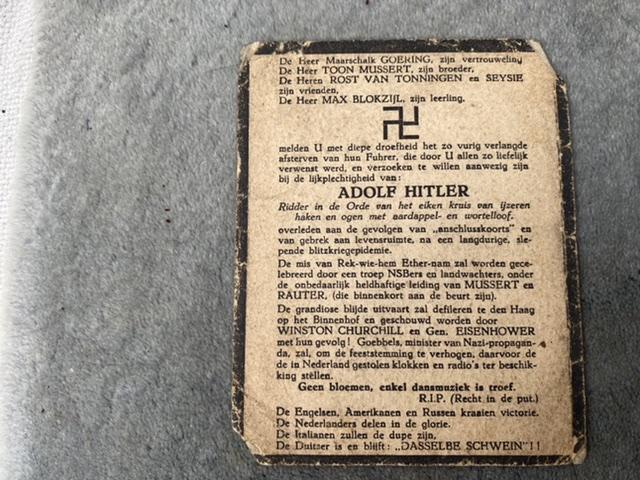 De Heer Maarschalk GOERING, zijn vertrouweling
De Heer TOON MUSSERT, zijn broeder,
De Heren ROST VAN TONNINGEN en SEYSIE
zijn vrienden,
De Heer MAX BLOKZIJL, zijn leerling,
melden U met diepe droefheid het zo vurig verlangde
afsterven van hun Fuhrer, die door U allen zo liefelijk
verwenst werd, en verzoeken te willen aanwezig zijn
bij de lijkplechtigheid van:
ADOLF HITLER
Ridder in de Orde van het eiken kruis van ijzeren
haken en ogen met aardappel- en wortelloof.
overleden aan de gevolgen van „anschlusskoorts" en
van gebrek aan levensruimte, na een langdurige, sle-
pende blitzkriegepidemie.
De mis van Rek-wie-hem Ether-nam zal worden gece-
lebreerd door een troep NSBers en landwachters, onder
de onbedaarlijk heldhaftige leiding van MUSSERT en
RAUTER, (die binnenkort aan de beurt zijn).
De grandiose blijde uitvaart zal defileren te den Haag
op het Binnenhof en geschouwd worden door
WINSTON CHURCHILL en Gen. EISENHOWER
met hun gevolg! Goebbels, minister van Nazi-propagan-
da, zal, om de feeststemming te verhogen, daarvoor de
in Nederland gestolen klokken en radio's ter beschik-
king stellen.
Geen bloemen, enkel dansmuziek is troef.
R.I.P. (Recht in de put.)
De Engelsen, Amerikanen en Russen kraaien victorie.
De Nederlanders delen in de glorie.
De Italianen zullen de dupe zijn,
De Duitser is en blijft: „DASSELBE SCHWEIN"!!